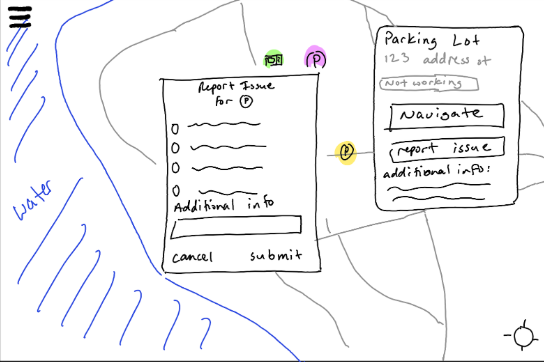 P
Report Issue
for P
Additional info
cancel submit
P
Parking Lot
123 address st
Not working
Navigate
report issue
additional info:
water